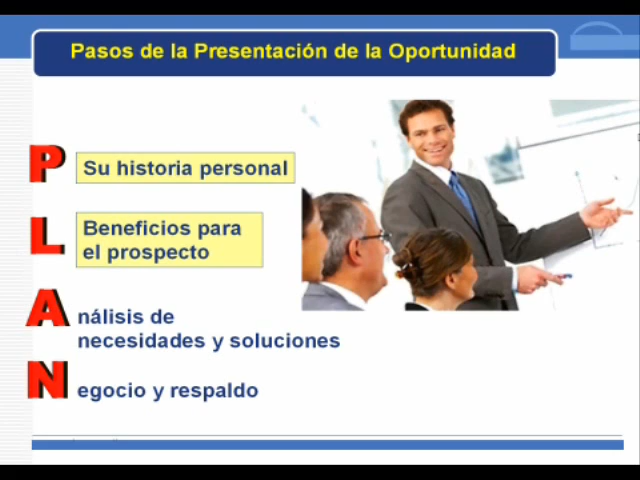 Pasos de la Presentación de la Oportunidad
P Su historia personal
L Beneficios para
el prospecto
A nálisis de
necesidades y soluciones
N egocio y respaldo